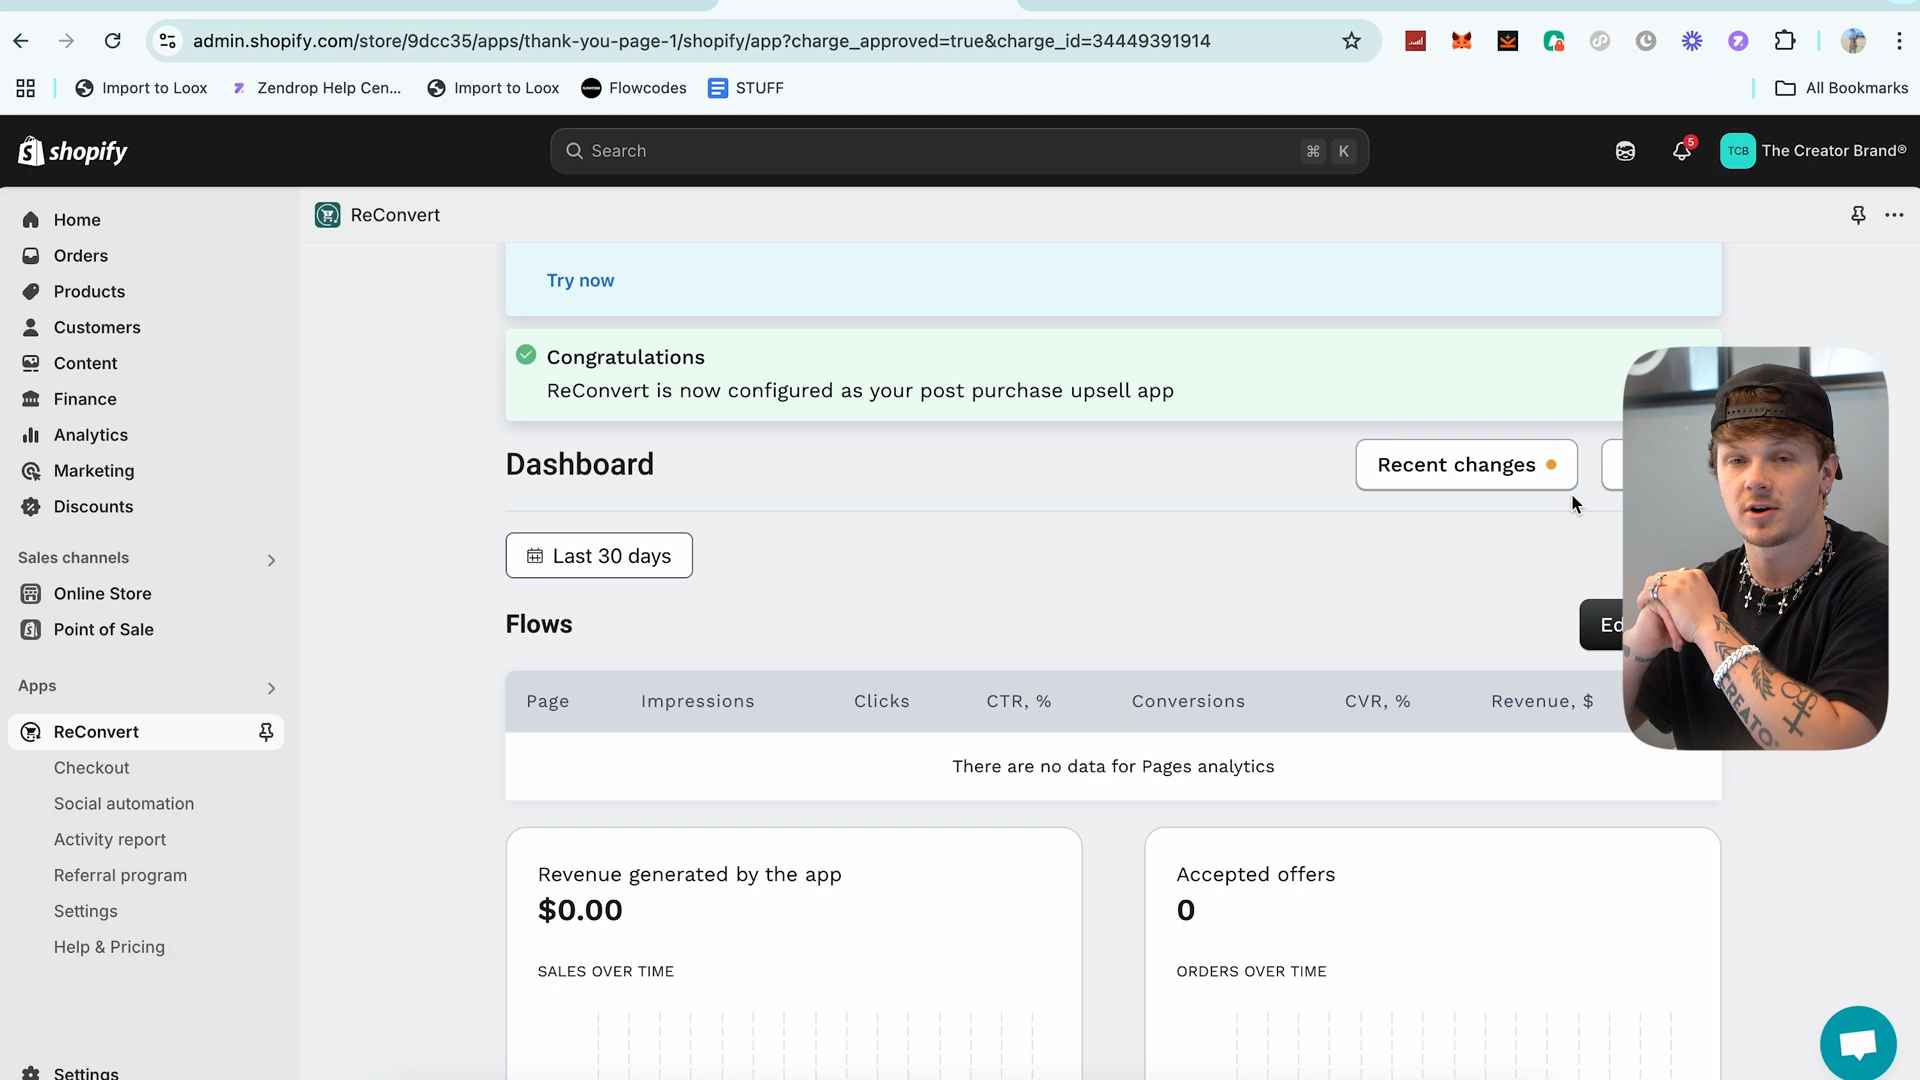 admin.shopify.com/store/9dcc35/apps/thank-you-page-1/shopify/app?charge_approved=true&charge_id=34449391914
Import to Loox
Zendrop Help Cen...
Import to Loox
Flowcodes
STUFF
All Bookmarks
shopify
Search
⌘ K
5
TCB
The Creator Brand®
Home
Orders
Products
Customers
Content
Finance
Analytics
Marketing
Discounts
Sales channels
Online Store
Point of Sale
Apps
ReConvert
Checkout
Social automation
Activity report
Referral program
Settings
Help & Pricing
Settings
ReConvert
Try now
Congratulations
ReConvert is now configured as your post purchase upsell app
Dashboard
Recent changes
Last 30 days
Flows
Ed
Page Impressions Clicks CTR, % Conversions CVR, % Revenue, $
There are no data for Pages analytics
Revenue generated by the app
$0.00
SALES OVER TIME
Accepted offers
0
ORDERS OVER TIME